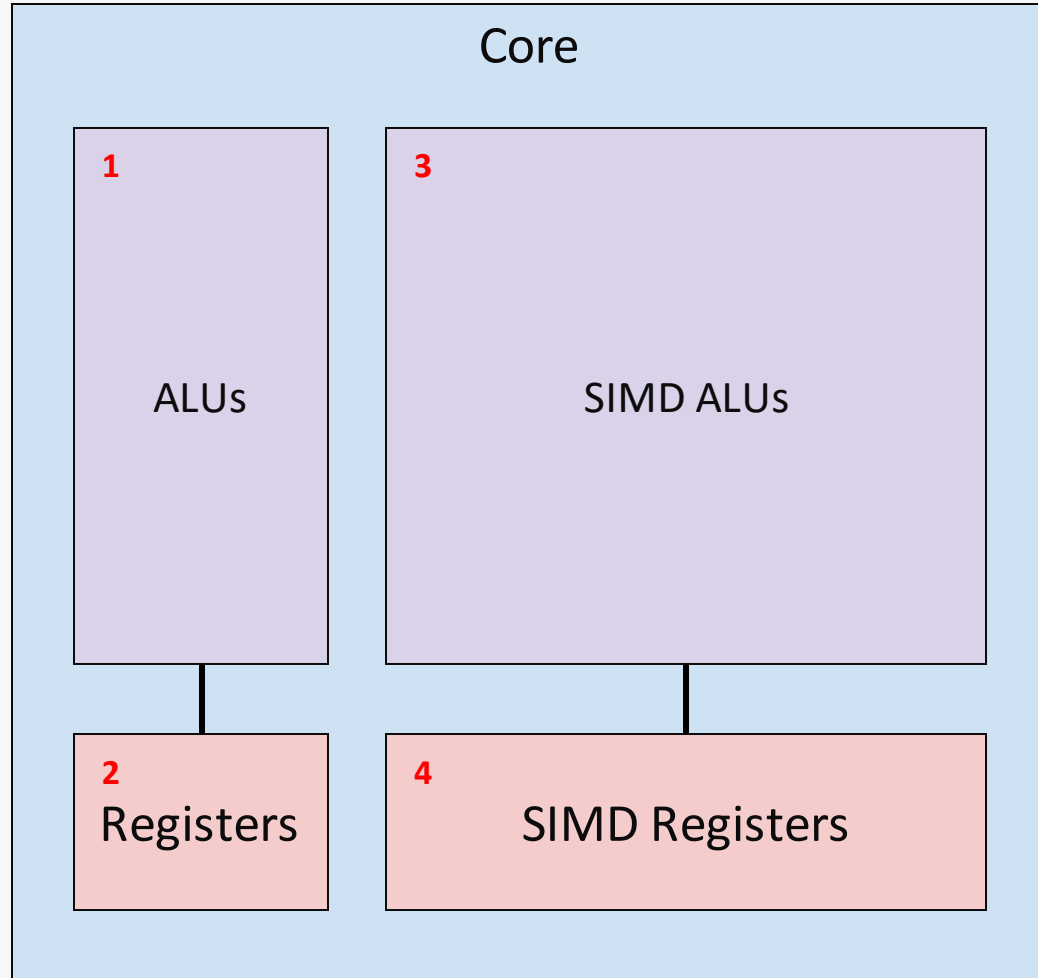 Core
1
ALUs
3
SIMD ALUs
2
Registers
4
SIMD Registers